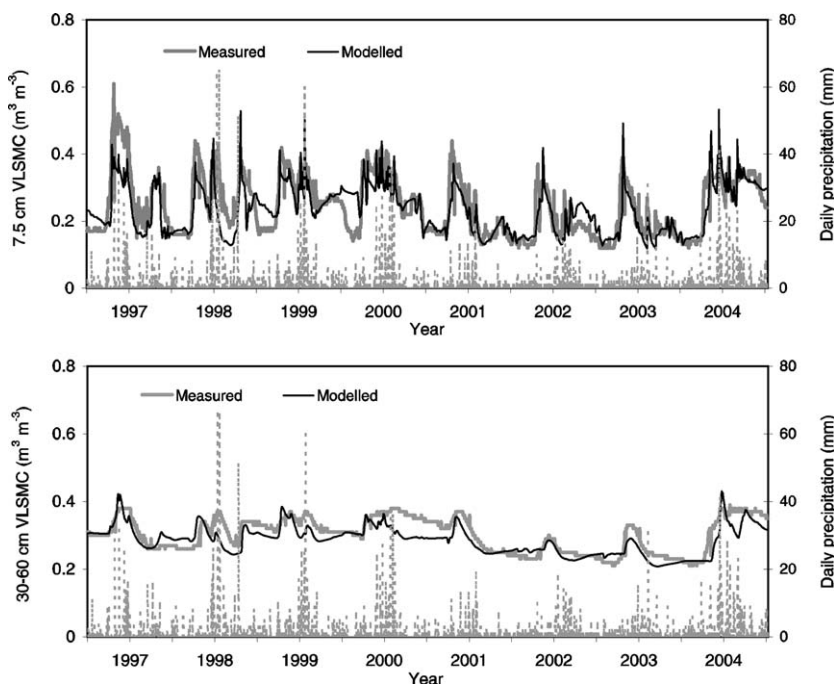 0.8
0.6
0.4
0.2
0
7.5 cm VLSMC (m³ m⁻³)
Measured
Modelled
80
60
40
20
0
Daily precipitation (mm)
1997 1998 1999 2000 2001 2002 2003 2004
Year
0.8
0.6
0.4
0.2
0
30-60 cm VLSMC (m³ m⁻³)
Measured
Modelled
80
60
40
20
0
Daily precipitation (mm)
1997 1998 1999 2000 2001 2002 2003 2004
Year